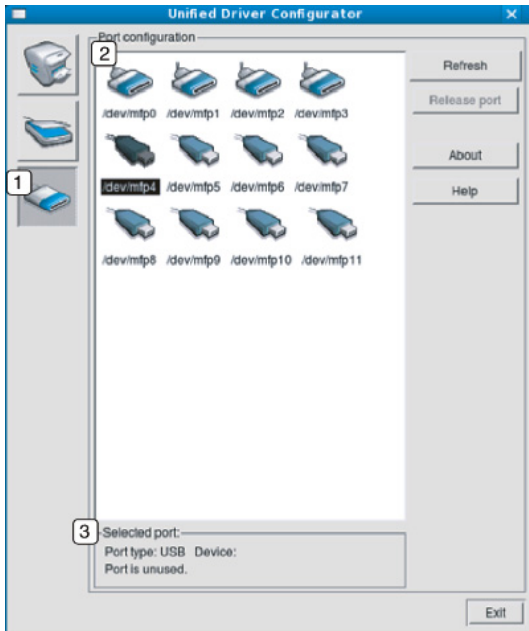 Unified Driver Configurator
Port configuration
2
Refresh
/dev/mfp0 /dev/mfp1 /dev/mfp2 /dev/mfp3
Release port
About
1
/dev/mfp4 /dev/mfp5 /dev/mfp6 /dev/mfp7
Help
/dev/mfp8 /dev/mfp9 /dev/mfp10 /dev/mfp11
3
Selected port:
Port type: USB Device:
Port is unused.
Exit